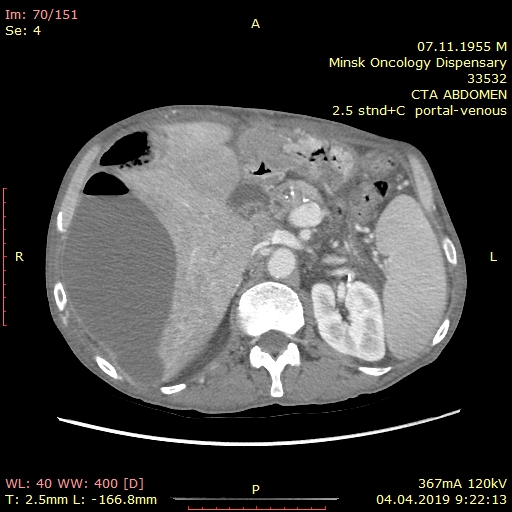 Im: 70/151
Se: 4
A
07.11.1955 M
Minsk Oncology Dispensary
33532
CTA ABDOMEN
2.5 stnd+C portal-venous
R
L
WL: 40 WW: 400 [D]
T: 2.5mm L: -166.8mm
P
367mA 120kV
04.04.2019 9:22:13